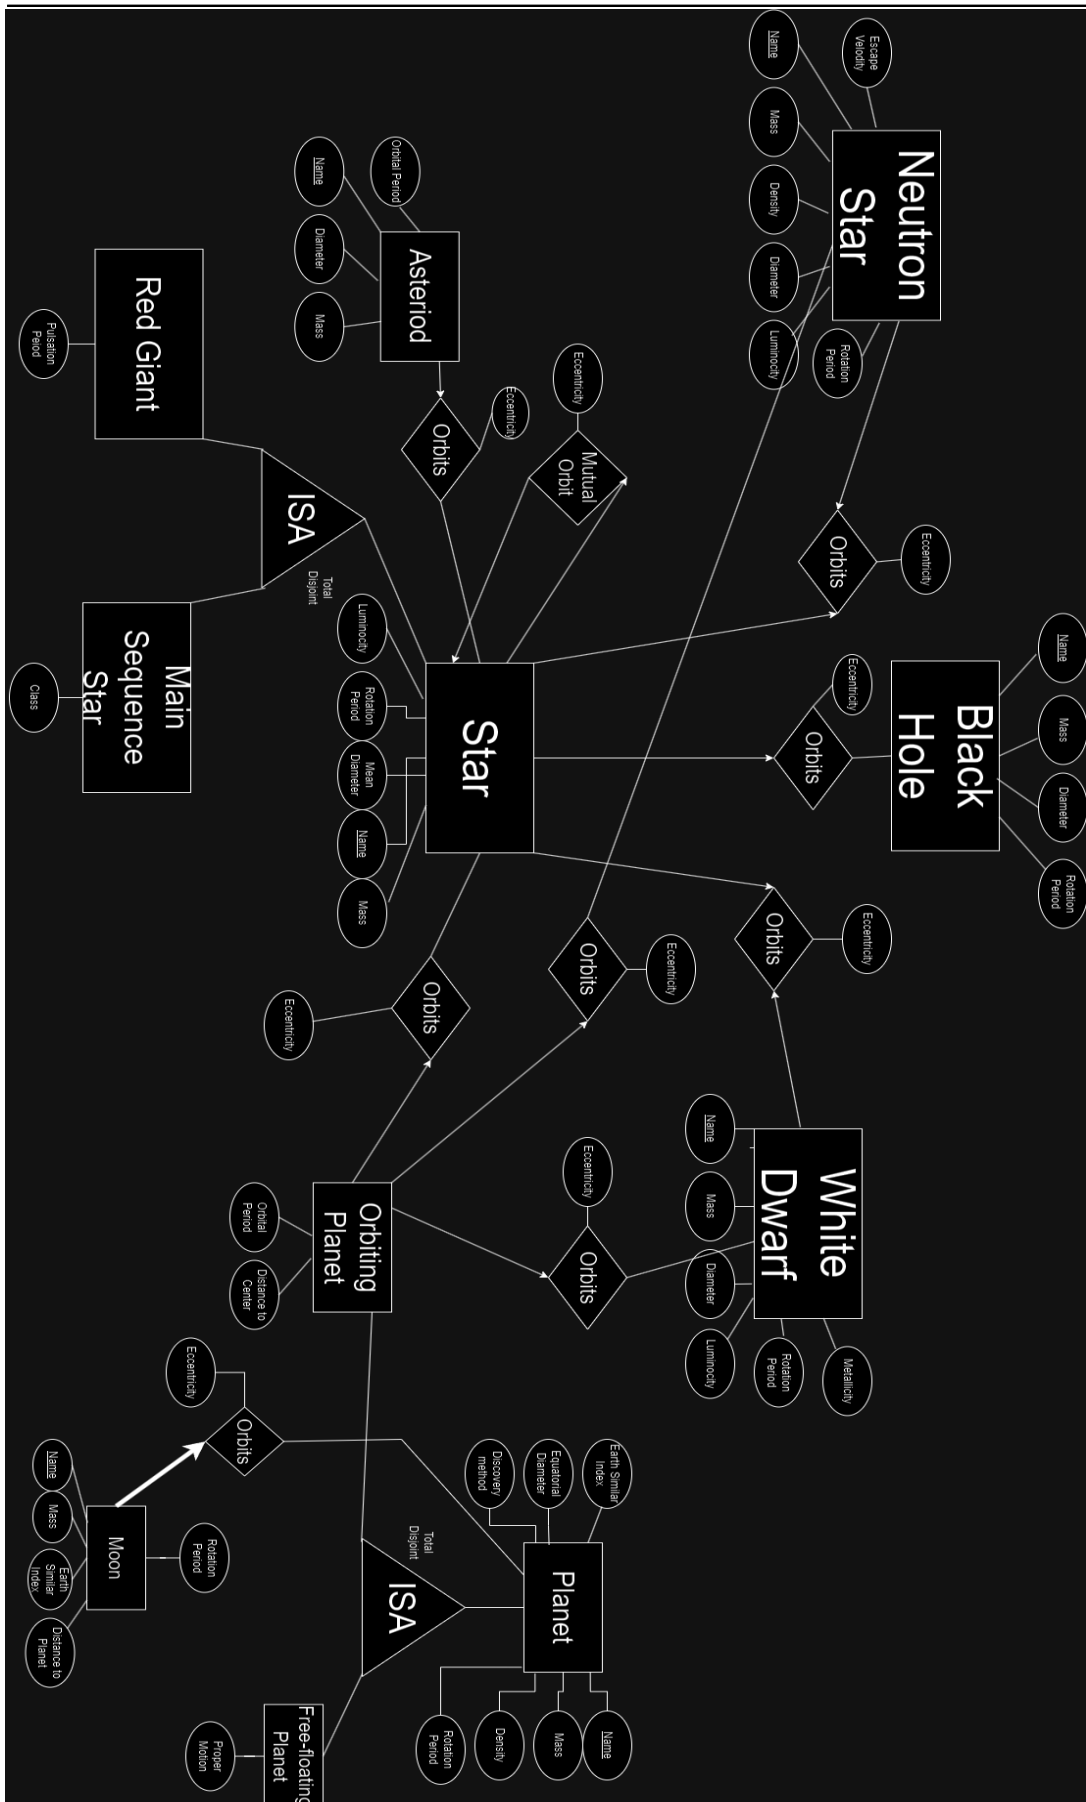 Escape
Velodity
Name
Mass
Density
Diameter
Luminocity
Rotation
Period
Neutron
Star
Eccentricity
Orbits
Name
Mass
Diameter
Rotation
Period
Black
Hole
Eccentricity
Orbits
Eccentricity
Orbits
White
Dwarf
Name
Mass
Diameter
Luminocity
Rotation
Period
Metallicity
Eccentricity
Orbits
Eccentricity
Orbits
Eccentricity
Mutual
Orbit
Orbital Period
Name
Diameter
Mass
Asteriod
Eccentricity
Orbits
Star
Luminocity
Rotation
Period
Mean
Diameter
Name
Mass
Total
Disjoint
ISA
Red Giant
Pulsation
Peiod
Main
Sequence
Star
Class
Orbits
Eccentricity
Orbiting
Planet
Orbital
Period
Distance to
Center
Earth Similar
Index
Equatorial
Diameter
Discovery
method
Planet
Name
Mass
Density
Rotation
Period
Total
Disjoint
ISA
Free-floating
Planet
Proper
Motion
Eccentricity
Orbits
Moon
Rotation
Period
Name
Mass
Earth
Similar
Index
Distance to
Planet